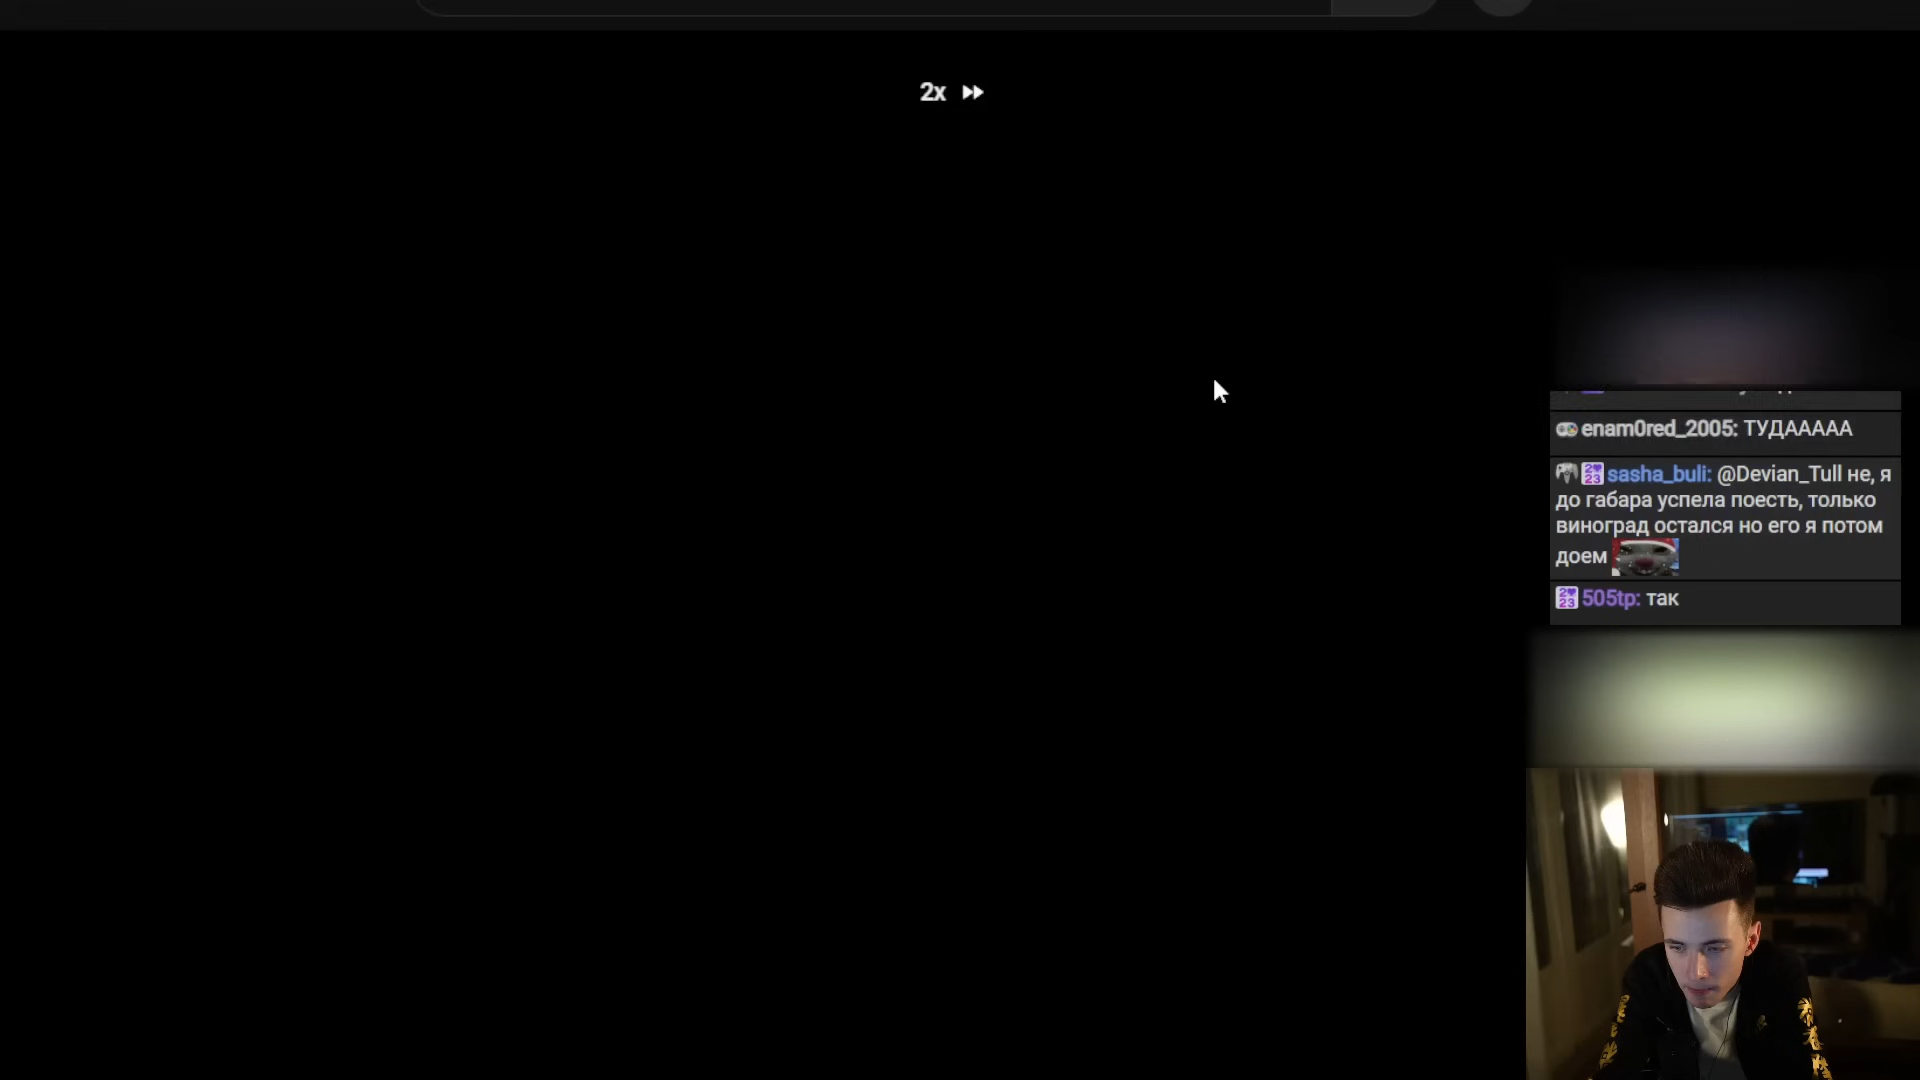 2x
enam0red_2005: ТУДААААА
sasha_buli: @Devian_Tull не, я
до габара успела поесть, только
виноград остался но его я потом
доем
505tp: так